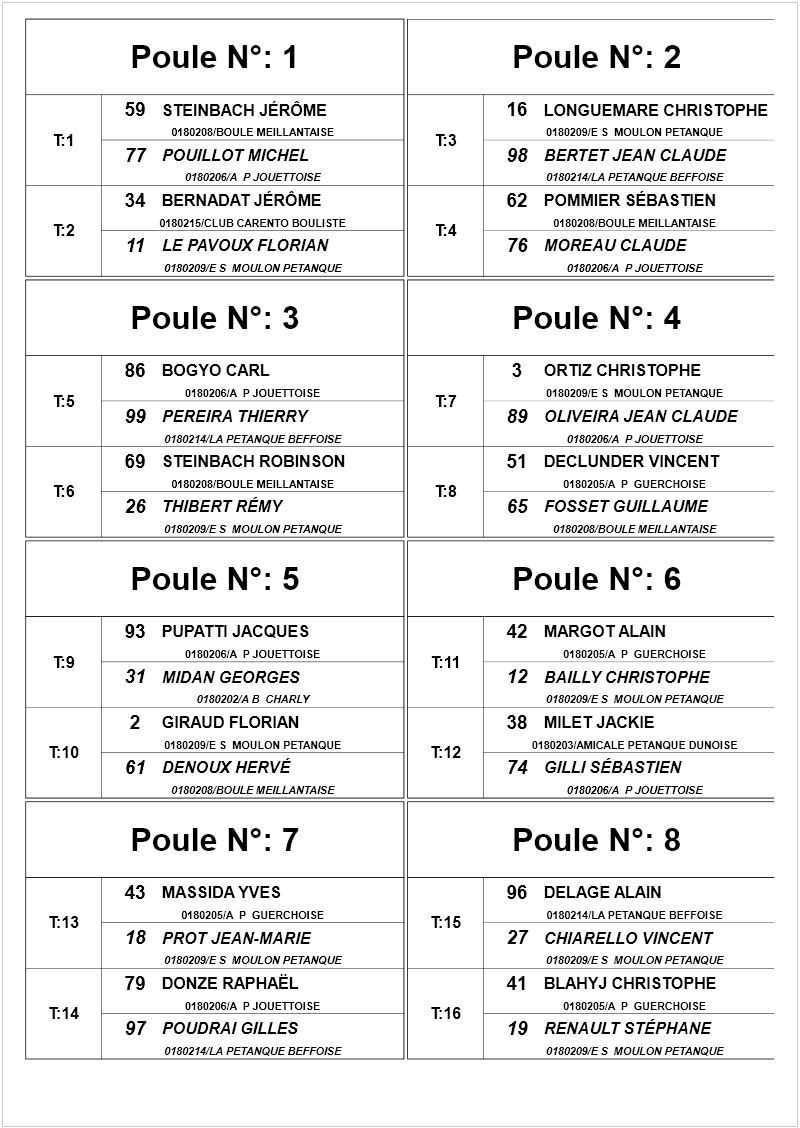 Poule N°: 1
T:1
59 STEINBACH JÉRÔME
0180208/BOULE MEILLANTAISE
77 POUILLOT MICHEL
0180206/A P JOUETTOISE
T:2
34 BERNADAT JÉRÔME
0180215/CLUB CARENTO BOULISTE
11 LE PAVOUX FLORIAN
0180209/E S MOULON PETANQUE
Poule N°: 2
T:3
16 LONGUEMARE CHRISTOPHE
0180209/E S MOULON PETANQUE
98 BERTET JEAN CLAUDE
0180214/LA PETANQUE BEFFOISE
T:4
62 POMMIER SÉBASTIEN
0180208/BOULE MEILLANTAISE
76 MOREAU CLAUDE
0180206/A P JOUETTOISE
Poule N°: 3
T:5
86 BOGYO CARL
0180206/A P JOUETTOISE
99 PEREIRA THIERRY
0180214/LA PETANQUE BEFFOISE
T:6
69 STEINBACH ROBINSON
0180208/BOULE MEILLANTAISE
26 THIBERT RÉMY
0180209/E S MOULON PETANQUE
Poule N°: 4
T:7
3 ORTIZ CHRISTOPHE
0180209/E S MOULON PETANQUE
89 OLIVEIRA JEAN CLAUDE
0180206/A P JOUETTOISE
T:8
51 DECLUNDER VINCENT
0180205/A P GUERCHOISE
65 FOSSET GUILLAUME
0180208/BOULE MEILLANTAISE
Poule N°: 5
T:9
93 PUPATTI JACQUES
0180206/A P JOUETTOISE
31 MIDAN GEORGES
0180202/A B CHARLY
T:10
2 GIRAUD FLORIAN
0180209/E S MOULON PETANQUE
61 DENOUX HERVÉ
0180208/BOULE MEILLANTAISE
Poule N°: 6
T:11
42 MARGOT ALAIN
0180205/A P GUERCHOISE
12 BAILLY CHRISTOPHE
0180209/E S MOULON PETANQUE
T:12
38 MILET JACKIE
0180203/AMICALE PETANQUE DUNOISE
74 GILLI SÉBASTIEN
0180206/A P JOUETTOISE
Poule N°: 7
T:13
43 MASSIDA YVES
0180205/A P GUERCHOISE
18 PROT JEAN-MARIE
0180209/E S MOULON PETANQUE
T:14
79 DONZE RAPHAËL
0180206/A P JOUETTOISE
97 POUDRAI GILLES
0180214/LA PETANQUE BEFFOISE
Poule N°: 8
T:15
96 DELAGE ALAIN
0180214/LA PETANQUE BEFFOISE
27 CHIARELLO VINCENT
0180209/E S MOULON PETANQUE
T:16
41 BLAHYJ CHRISTOPHE
0180205/A P GUERCHOISE
19 RENAULT STÉPHANE
0180209/E S MOULON PETANQUE